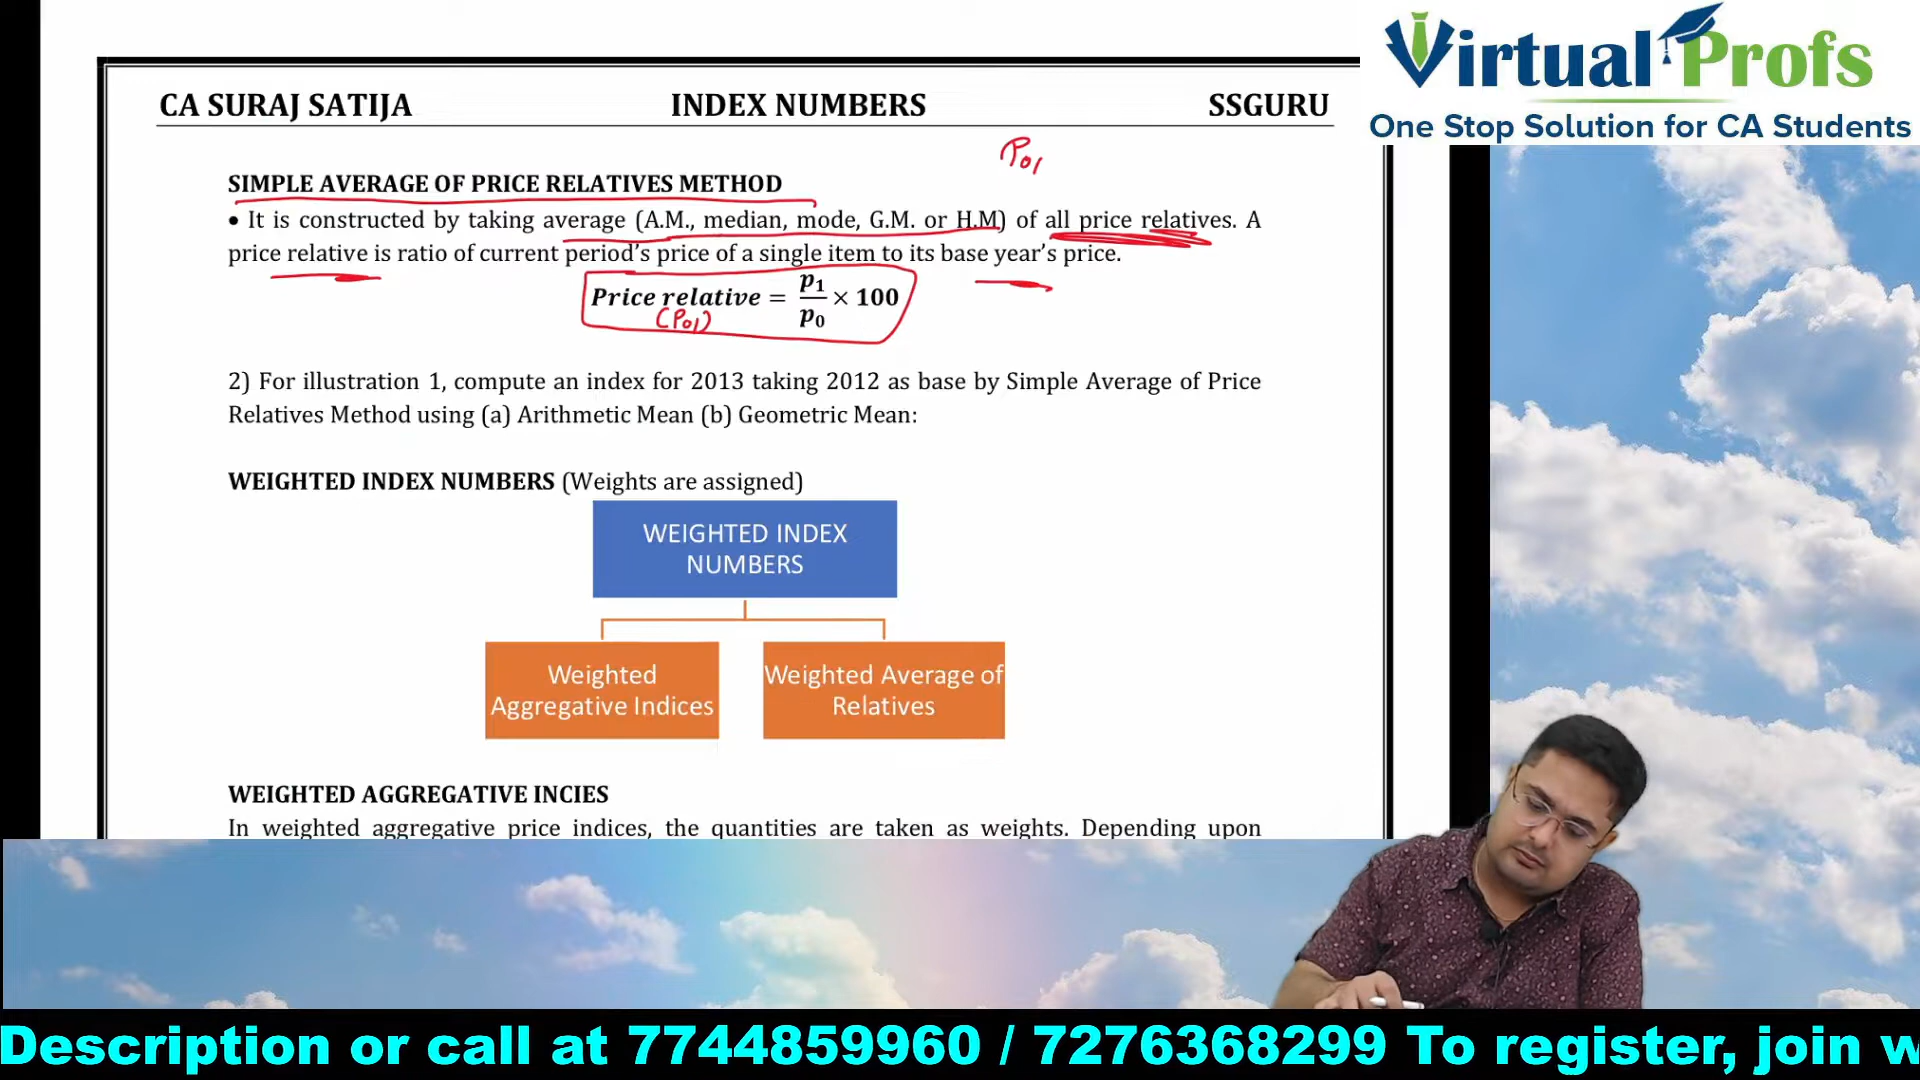 Virtual Profs
One Stop Solution for CA Students
CA SURAJ SATIJA INDEX NUMBERS SSGURU
P01
SIMPLE AVERAGE OF PRICE RELATIVES METHOD
• It is constructed by taking average (A.M., median, mode, G.M. or H.M) of all price relatives. A
price relative is ratio of current period's price of a single item to its base year's price.
Price relative = p1/p0 × 100
(P01)
2) For illustration 1, compute an index for 2013 taking 2012 as base by Simple Average of Price
Relatives Method using (a) Arithmetic Mean (b) Geometric Mean:
WEIGHTED INDEX NUMBERS (Weights are assigned)
WEIGHTED INDEX
NUMBERS
Weighted
Aggregative Indices
Weighted Average of
Relatives
WEIGHTED AGGREGATIVE INCIES
In weighted aggregative price indices, the quantities are taken as weights. Depending upon
Description or call at 7744859960 / 7276368299 To register, join w